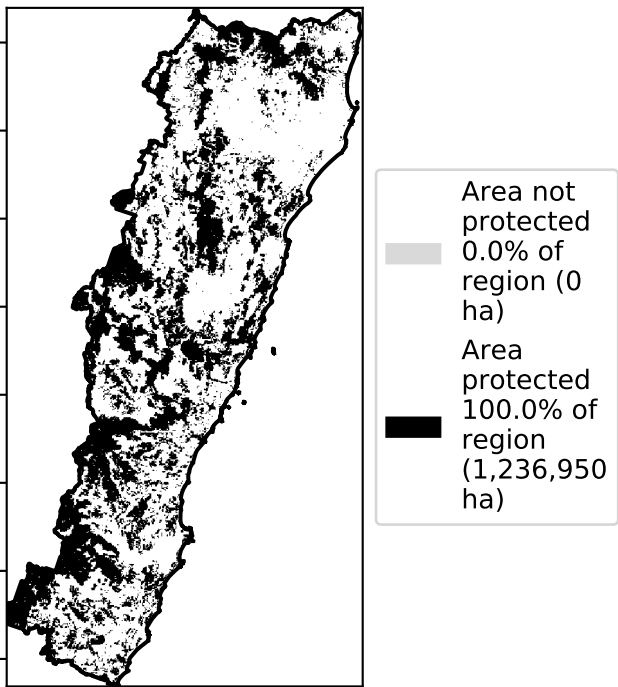 Area not
protected
0.0% of
region (0
ha)
Area
protected
100.0% of
region
(1,236,950
ha)